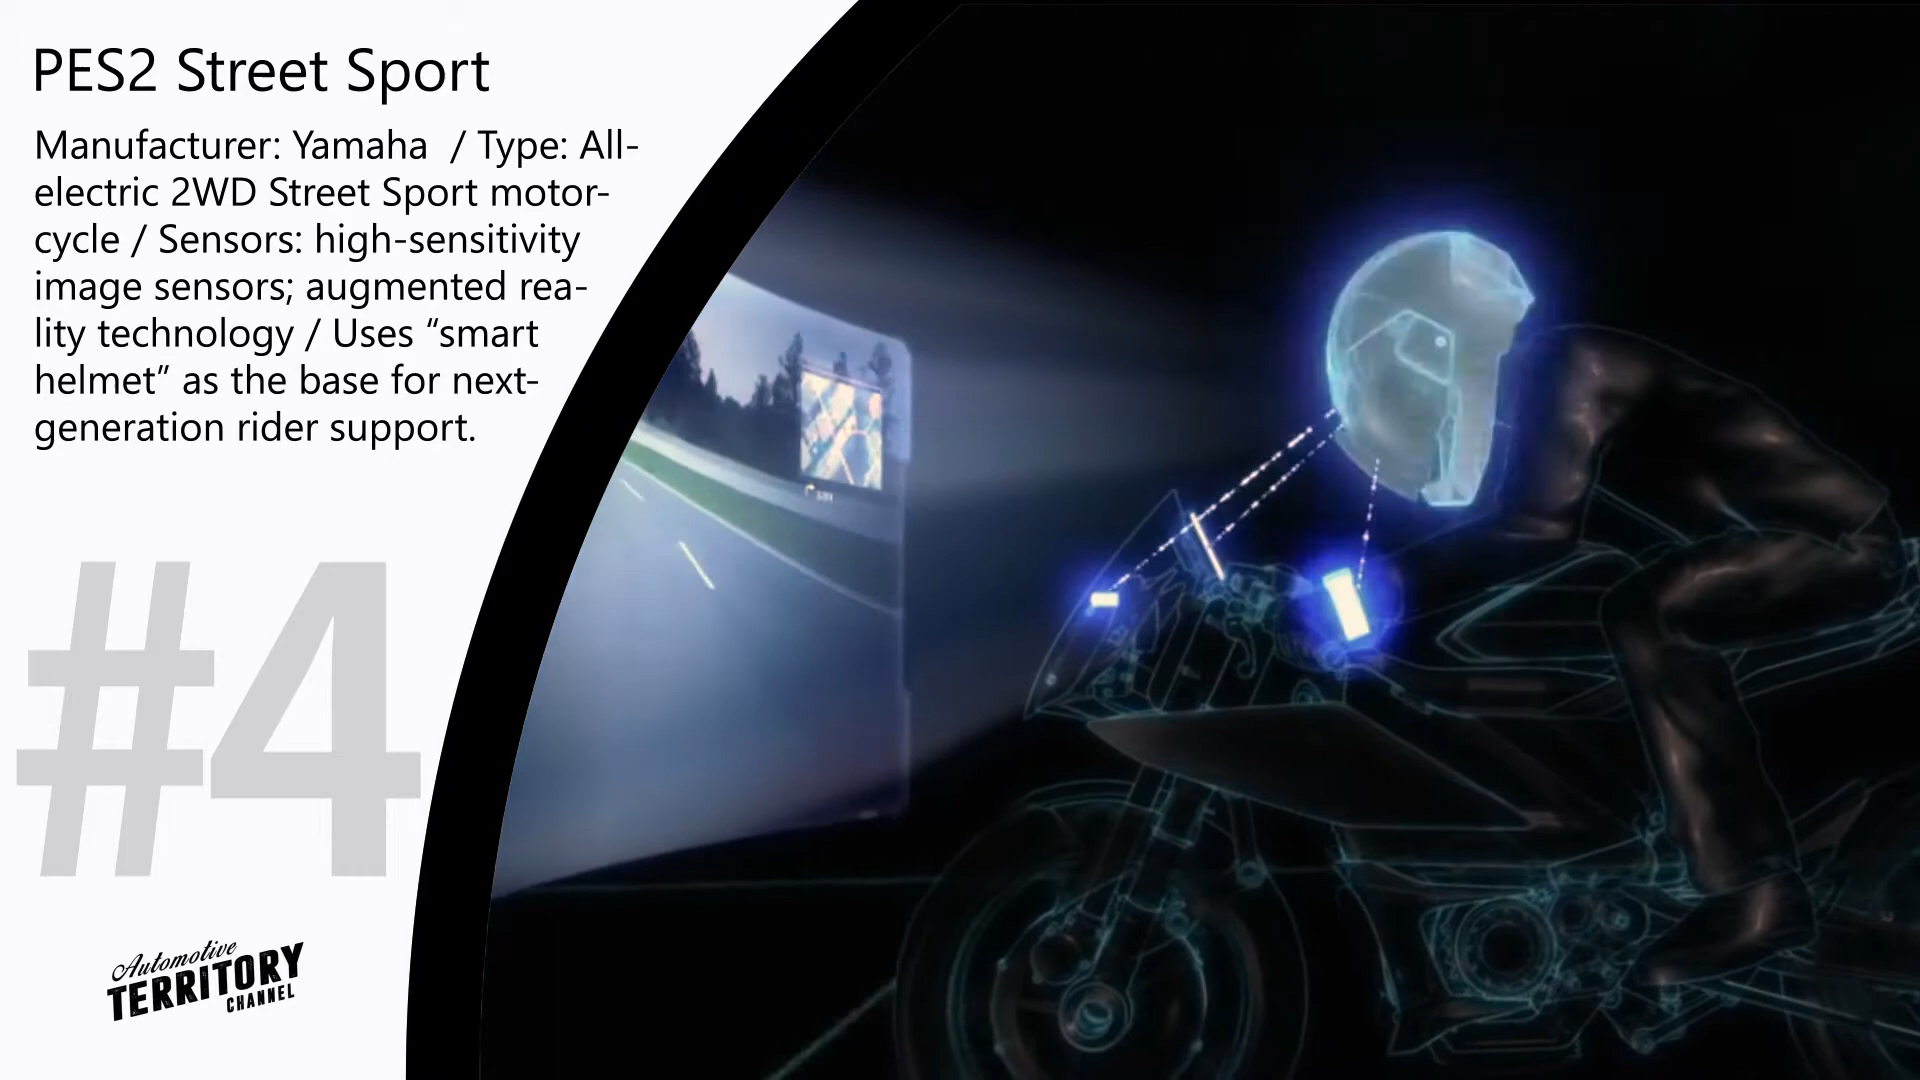 PES2 Street Sport
Manufacturer: Yamaha / Type: All-
electric 2WD Street Sport motor-
cycle / Sensors: high-sensitivity
image sensors; augmented rea-
lity technology / Uses “smart
helmet” as the base for next-
generation rider support.
#4
Automotive
TERRITORY
CHANNEL